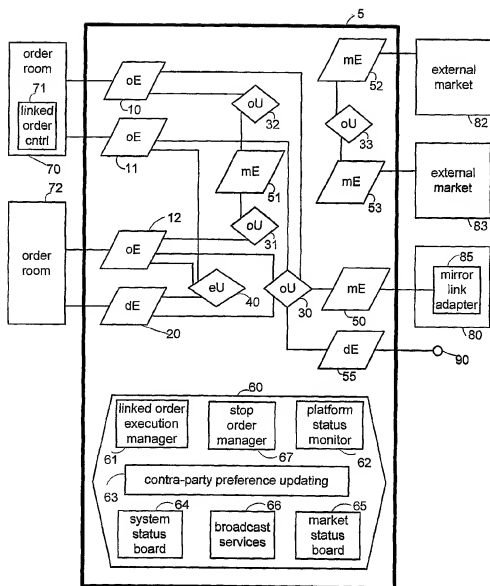 5
order
room
71
linked
order
cntrl
70
oE
10
oE
11
oU
32
mE
51
oU
31
mE
52
oU
33
mE
53
external
market
82
external
market
83
72
order
room
12
oE
dE
20
eU
40
oU
30
mE
50
dE
55
85
mirror
link
adapter
80
90
60
linked order
execution
manager
61
stop
order
manager
67
platform
status
monitor
62
63
contra-party preference updating
64
system
status
board
66
broadcast
services
65
market
status
board